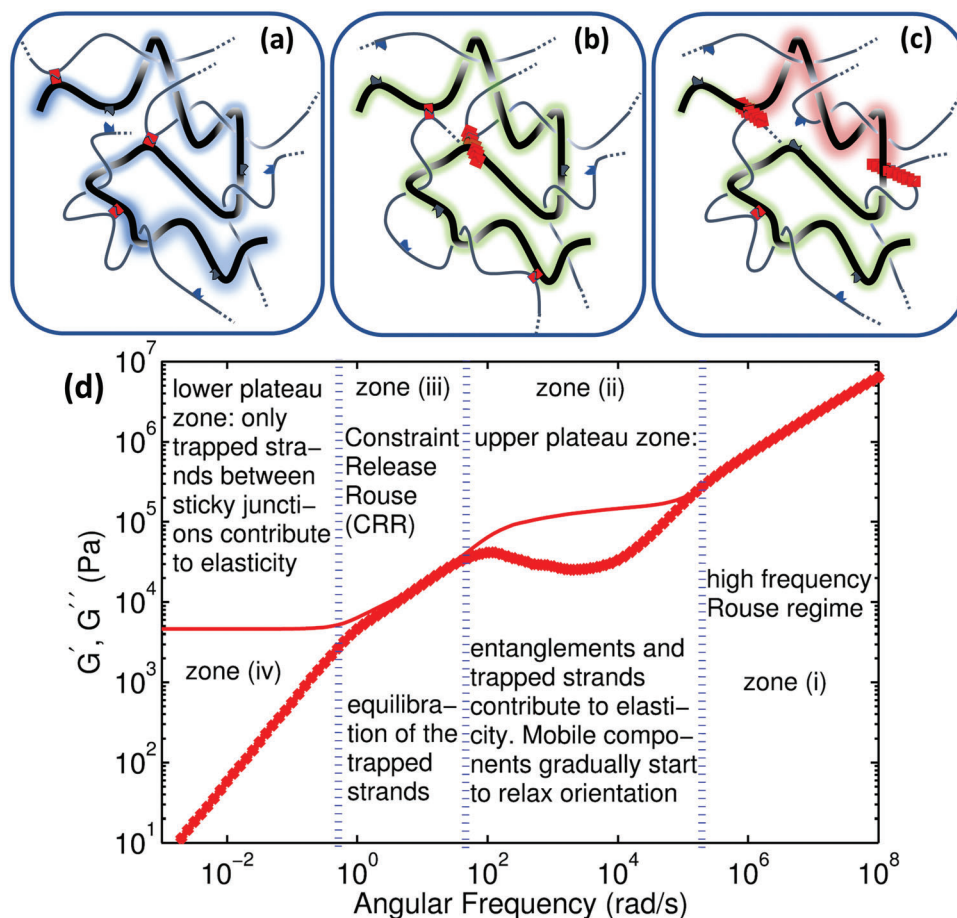 (a)
(b)
(c)
(d)
lower plateau
zone: only
trapped stra-
nds between
sticky juncti-
ons contribute
to elasticity
zone (iv)
zone (iii)
Constraint
Release
Rouse
(CRR)
equilibra-
tion of the
trapped
strands
zone (ii)
upper plateau zone:
entanglements and
trapped strands
contribute to elasti-
city. Mobile compo-
nents gradually start
to relax orientation
high frequency
Rouse regime
zone (i)
G′, G″ (Pa)
10⁷
10⁶
10⁵
10⁴
10³
10²
10¹
10⁻²
10⁰
10²
10⁴
10⁶
10⁸
Angular Frequency (rad/s)